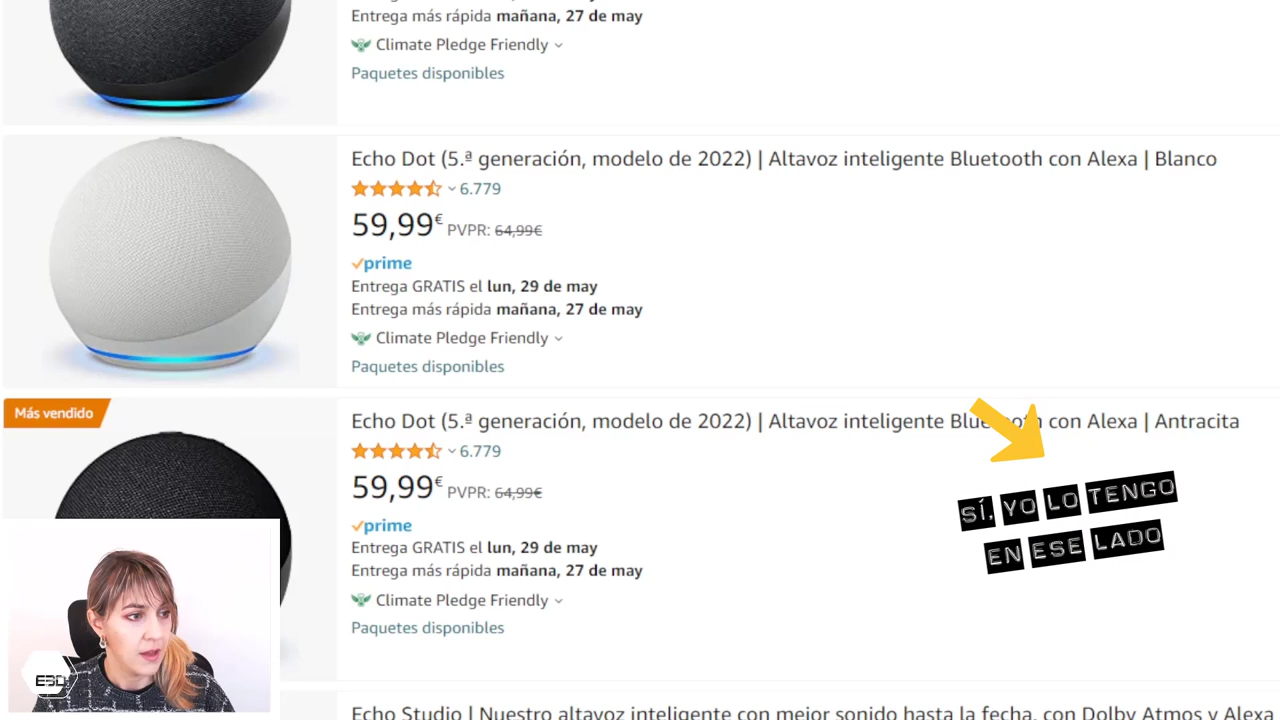 Entrega más rápida mañana, 27 de may
Climate Pledge Friendly
Paquetes disponibles
Echo Dot (5.ª generación, modelo de 2022) | Altavoz inteligente Bluetooth con Alexa | Blanco
6.779
59,99€ PVPR: 64,99€
prime
Entrega GRATIS el lun, 29 de may
Entrega más rápida mañana, 27 de may
Climate Pledge Friendly
Paquetes disponibles
Más vendido
Echo Dot (5.ª generación, modelo de 2022) | Altavoz inteligente Bluetooth con Alexa | Antracita
6.779
59,99€ PVPR: 64,99€
prime
Entrega GRATIS el lun, 29 de may
Entrega más rápida mañana, 27 de may
Climate Pledge Friendly
Paquetes disponibles
SÍ, YO LO TENGO
EN ESE LADO
E3D
Echo Studio | Nuestro altavoz inteligente con mejor sonido hasta la fecha, con Dolby Atmos y Alexa